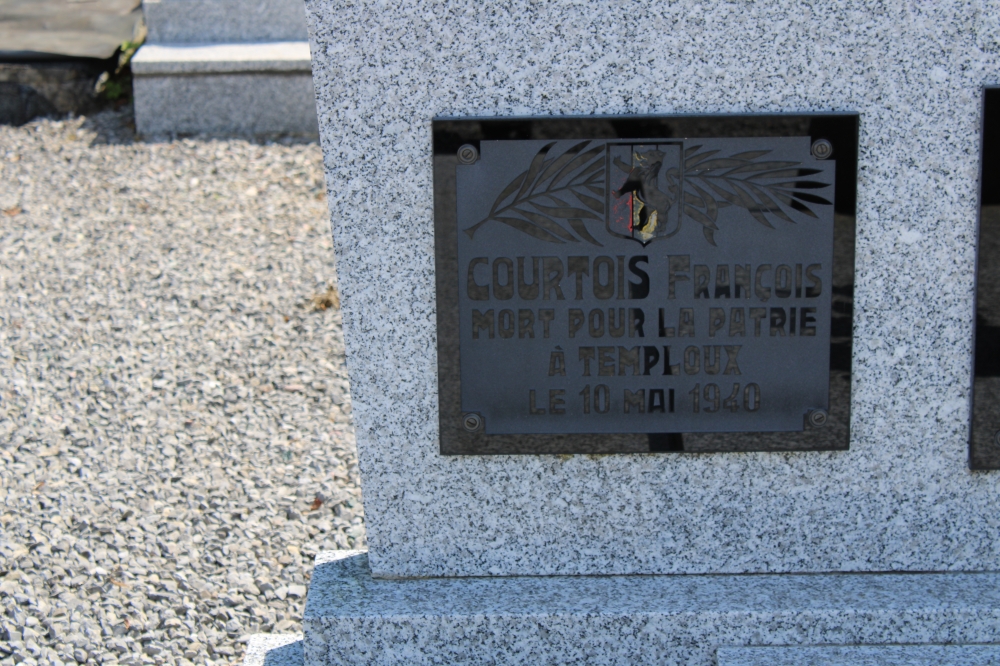 COURTOIS FRANÇOIS
MORT POUR LA PATRIE
À TEMPLOUX
LE 10 MAI 1940